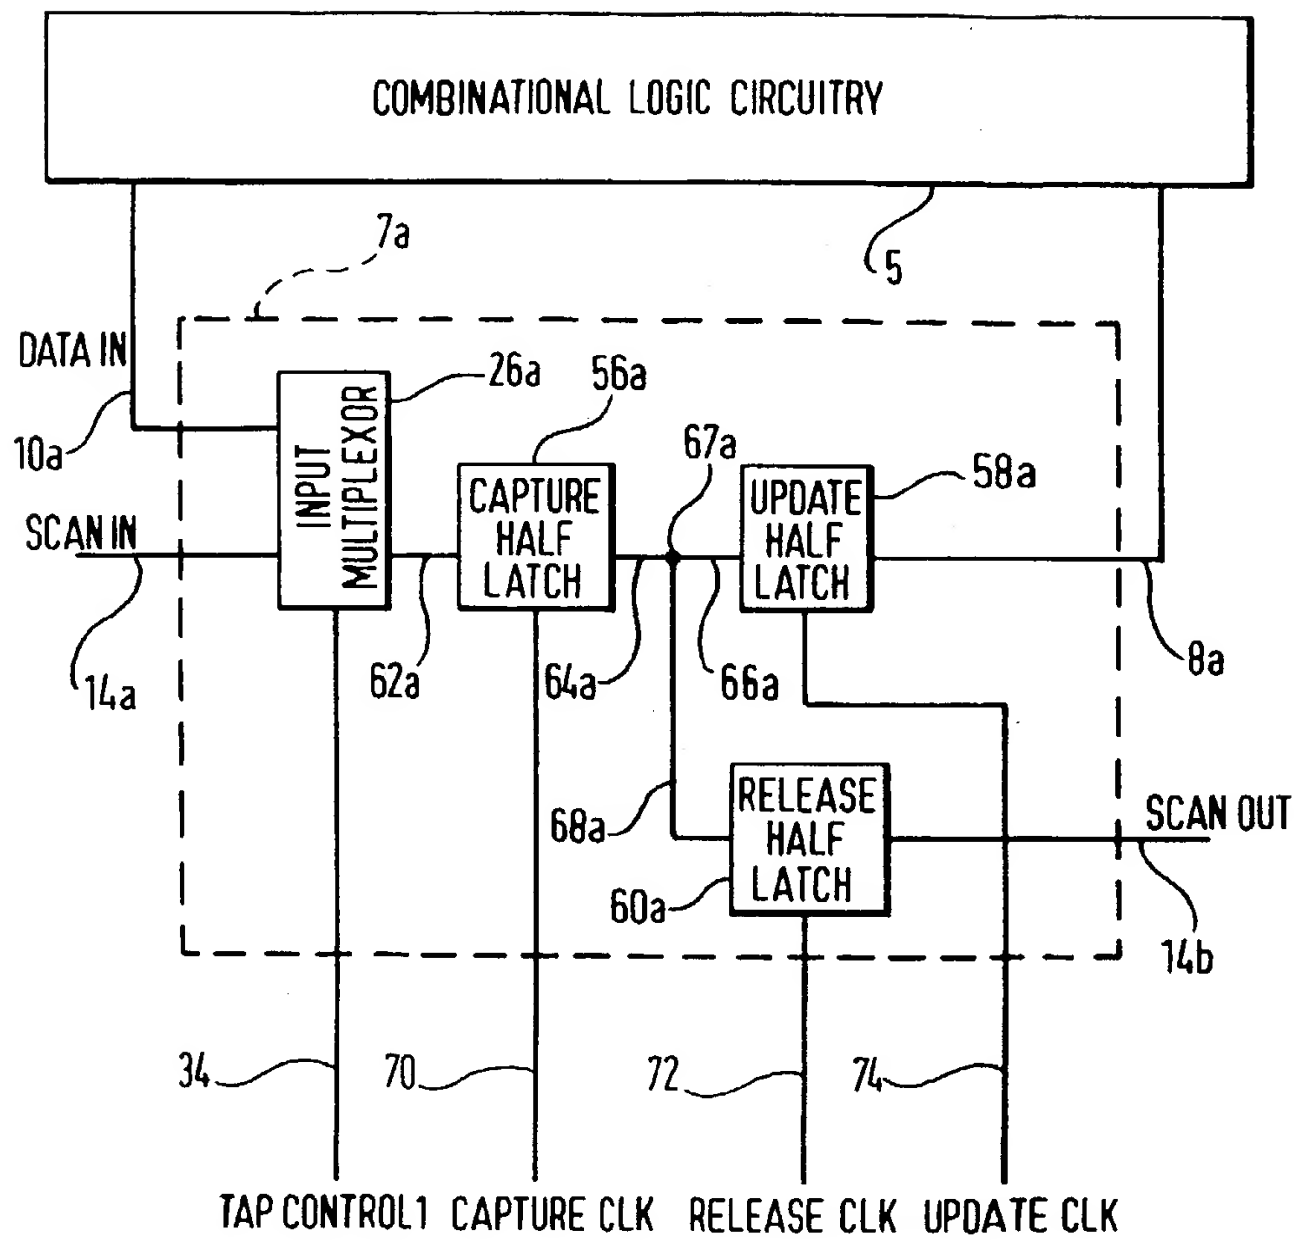 COMBINATIONAL LOGIC CIRCUITRY
7a
5
DATA IN
10a
26a
56a
67a
58a
INPUT
MULTIPLEXOR
CAPTURE
HALF
LATCH
UPDATE
HALF
LATCH
SCAN IN
14a
62a
64a
66a
8a
RELEASE
HALF
LATCH
68a
60a
SCAN OUT
14b
34
70
72
74
TAP CONTROL1
CAPTURE CLK
RELEASE CLK
UPDATE CLK